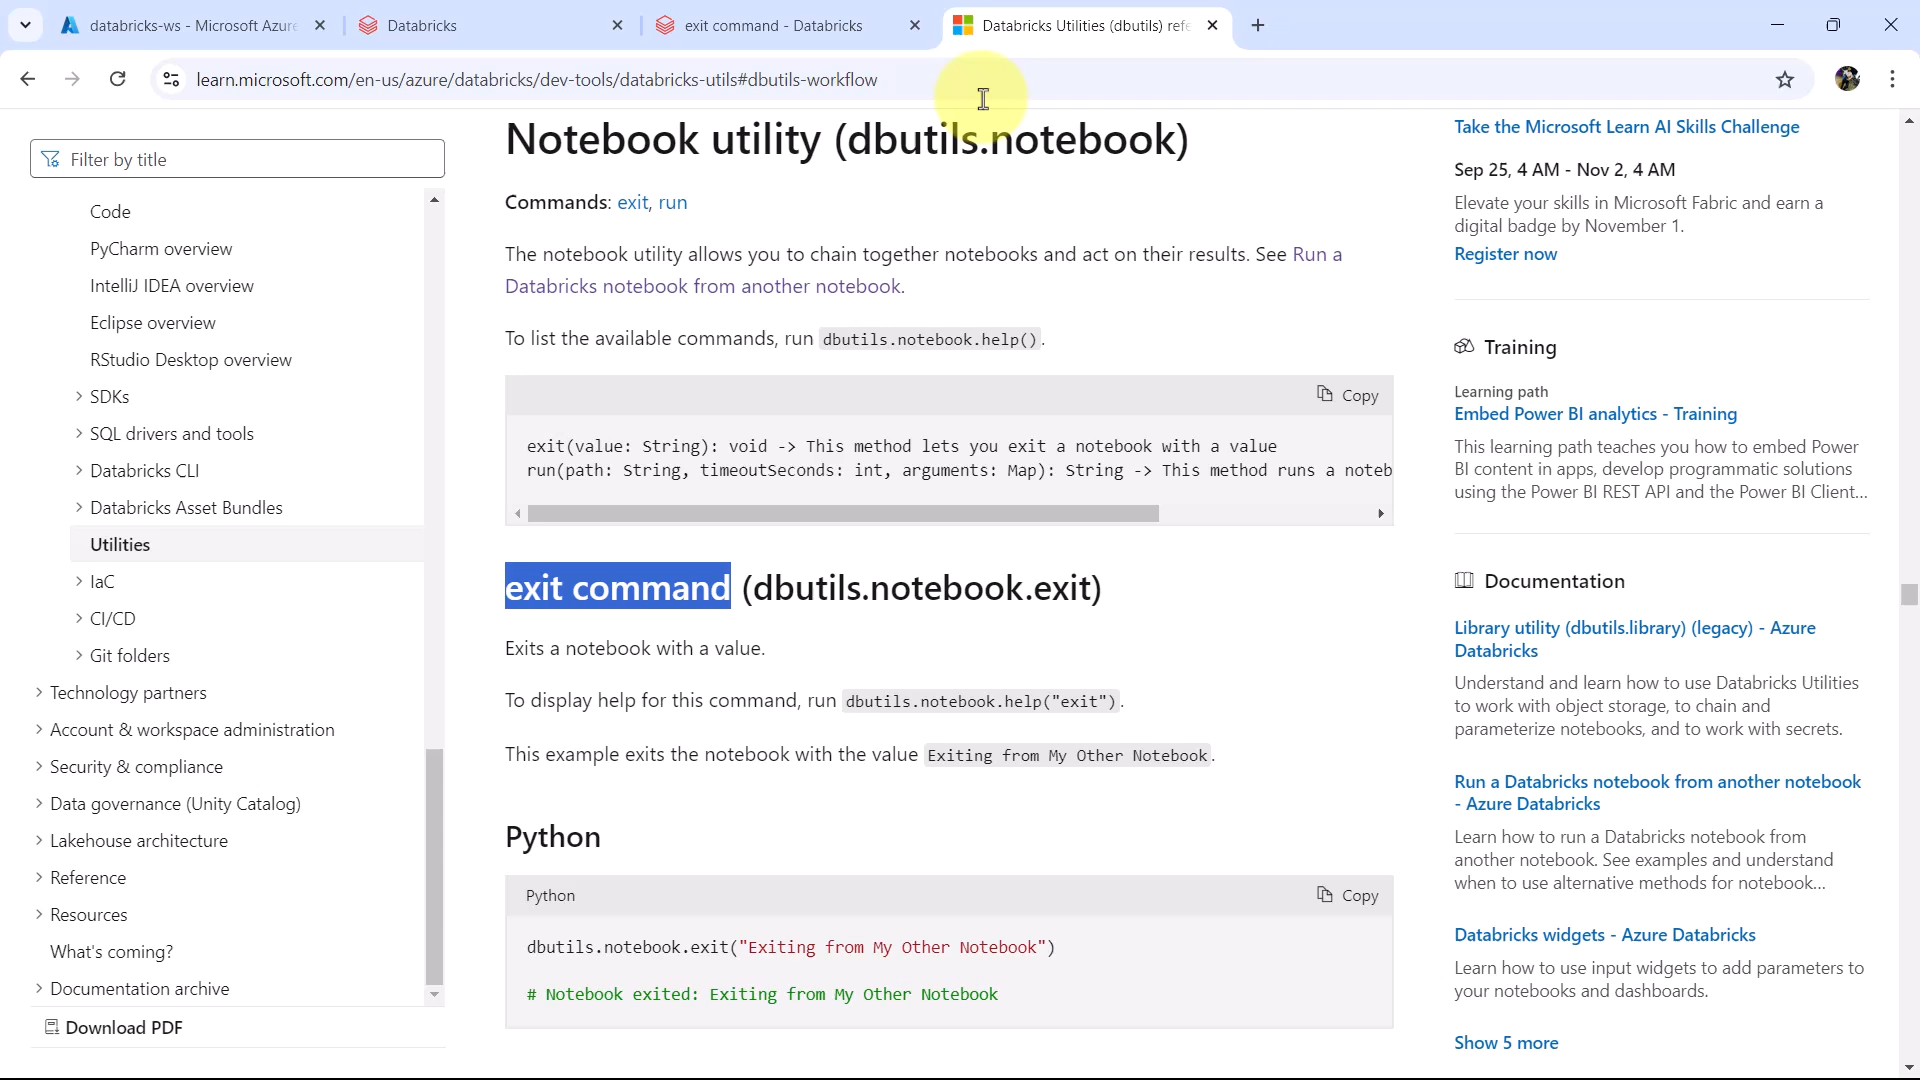 databricks-ws - Microsoft Azure
Databricks
exit command - Databricks
Databricks Utilities (dbutils) refe
learn.microsoft.com/en-us/azure/databricks/dev-tools/databricks-utils#dbutils-workflow
Filter by title
Code
PyCharm overview
IntelliJ IDEA overview
Eclipse overview
RStudio Desktop overview
SDKs
SQL drivers and tools
Databricks CLI
Databricks Asset Bundles
Utilities
IaC
CI/CD
Git folders
Technology partners
Account & workspace administration
Security & compliance
Data governance (Unity Catalog)
Lakehouse architecture
Reference
Resources
What's coming?
Documentation archive
Download PDF
Notebook utility (dbutils.notebook)
Commands: exit, run
The notebook utility allows you to chain together notebooks and act on their results. See Run a
Databricks notebook from another notebook.
To list the available commands, run dbutils.notebook.help().
Copy
exit(value: String): void -> This method lets you exit a notebook with a value
run(path: String, timeoutSeconds: int, arguments: Map): String -> This method runs a noteb
exit command (dbutils.notebook.exit)
Exits a notebook with a value.
To display help for this command, run dbutils.notebook.help("exit").
This example exits the notebook with the value Exiting from My Other Notebook.
Python
Python
Copy
dbutils.notebook.exit("Exiting from My Other Notebook")
# Notebook exited: Exiting from My Other Notebook
Take the Microsoft Learn AI Skills Challenge
Sep 25, 4 AM - Nov 2, 4 AM
Elevate your skills in Microsoft Fabric and earn a
digital badge by November 1.
Register now
Training
Learning path
Embed Power BI analytics - Training
This learning path teaches you how to embed Power
BI content in apps, develop programmatic solutions
using the Power BI REST API and the Power BI Client...
Documentation
Library utility (dbutils.library) (legacy) - Azure
Databricks
Understand and learn how to use Databricks Utilities
to work with object storage, to chain and
parameterize notebooks, and to work with secrets.
Run a Databricks notebook from another notebook
- Azure Databricks
Learn how to run a Databricks notebook from
another notebook. See examples and understand
when to use alternative methods for notebook...
Databricks widgets - Azure Databricks
Learn how to use input widgets to add parameters to
your notebooks and dashboards.
Show 5 more